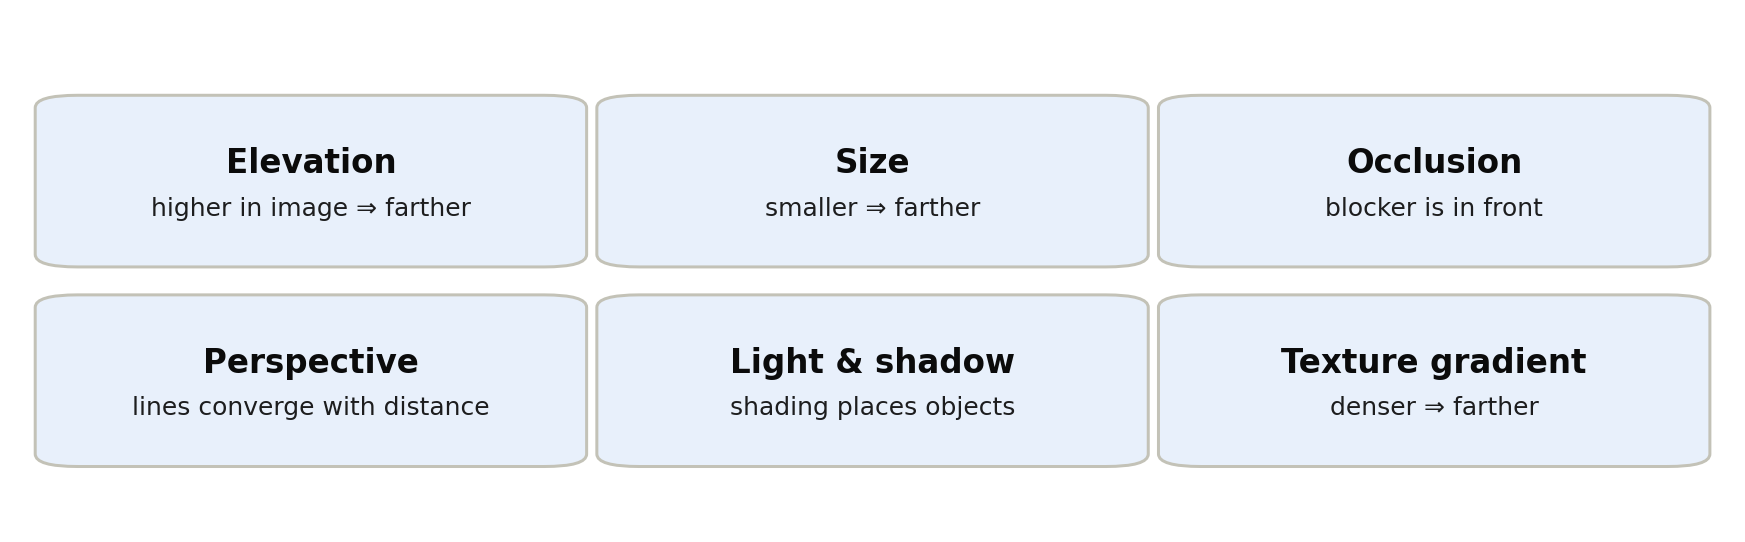 Elevation
higher in image ⇒ farther
Size
smaller ⇒ farther
Occlusion
blocker is in front
Perspective
lines converge with distance
Light & shadow
shading places objects
Texture gradient
denser ⇒ farther